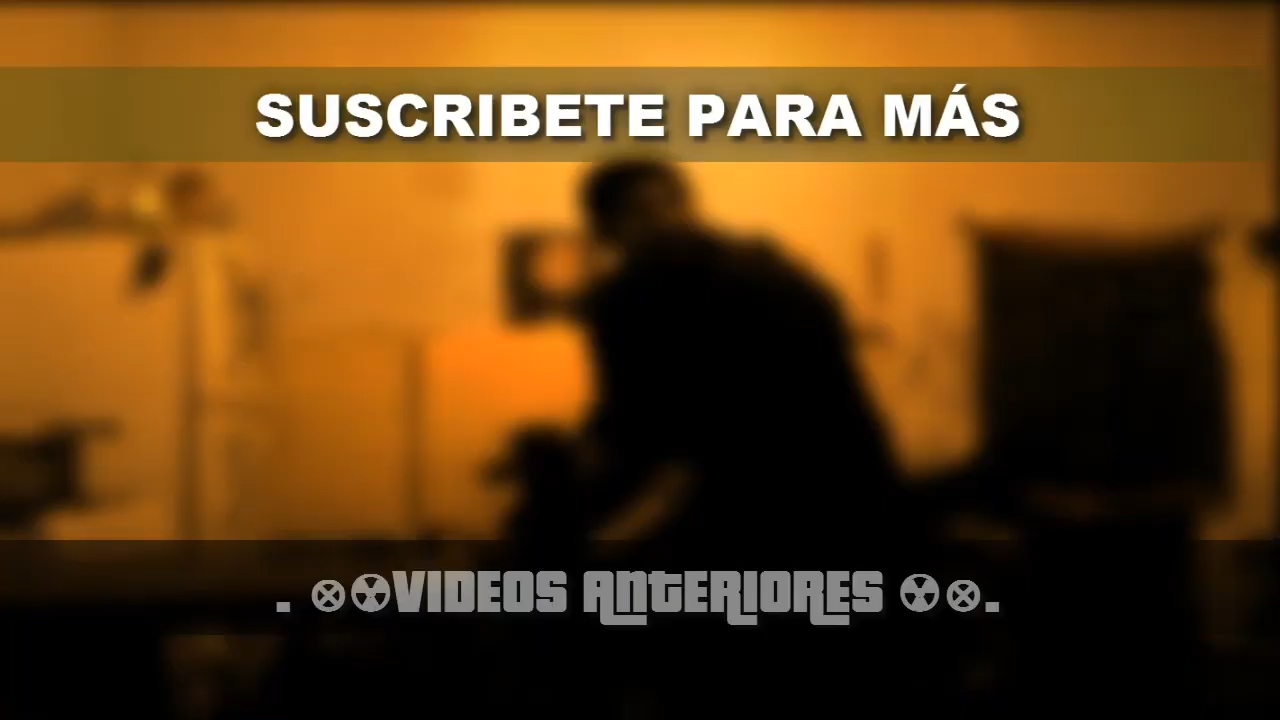 SUSCRIBETE PARA MÁS
. ⊗☢VIDEOS ANTERIORES ☢⊗.